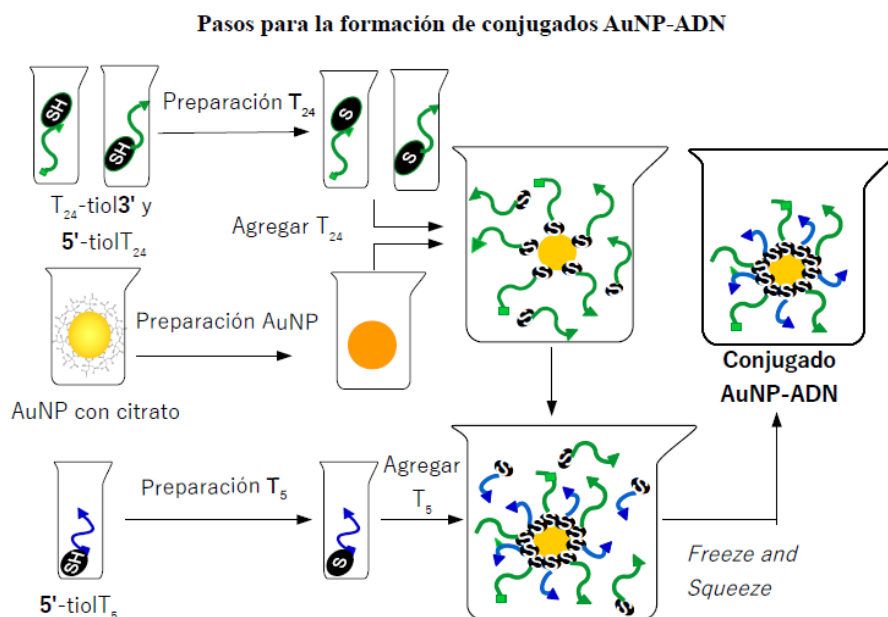 Pasos para la formación de conjugados AuNP-ADN
SH
SH
Preparación T₂₄
S
S
T₂₄-tiol3' y
5'-tiolT₂₄
Agregar T₂₄
S
S
S
S
S
S
S
S
Preparación AuNP
AuNP con citrato
Conjugado
AuNP-ADN
SH
5'-tiolT₅
Preparación T₅
S
Agregar
T₅
Freeze and
Squeeze